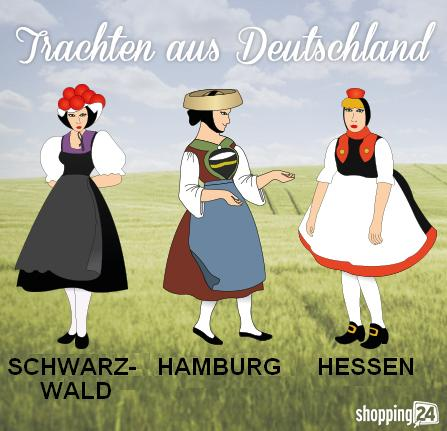 Trachten aus Deutschland
SCHWARZ-
WALD
HAMBURG
HESSEN
shopping24